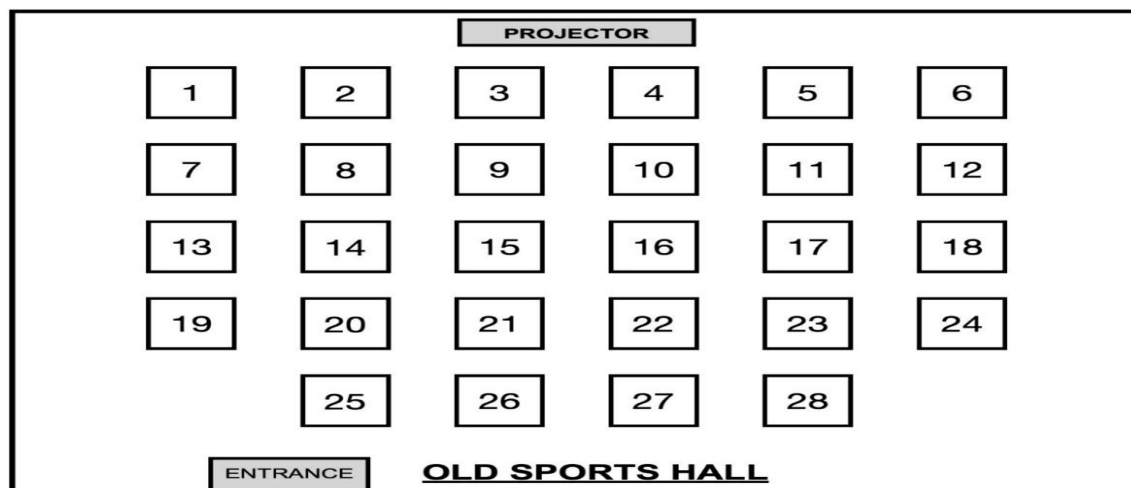 PROJECTOR
1 2 3 4 5 6
7 8 9 10 11 12
13 14 15 16 17 18
19 20 21 22 23 24
25 26 27 28
ENTRANCE OLD SPORTS HALL